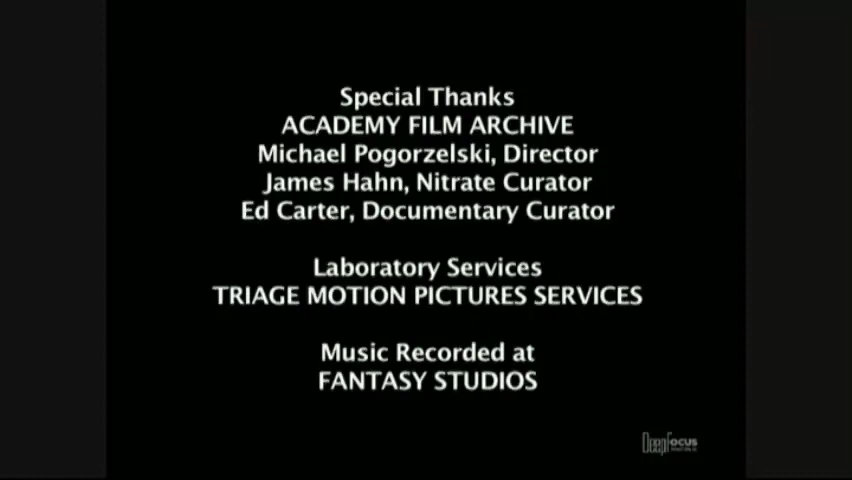 Special Thanks
ACADEMY FILM ARCHIVE
Michael Pogorzelski, Director
James Hahn, Nitrate Curator
Ed Carter, Documentary Curator
Laboratory Services
TRIAGE MOTION PICTURES SERVICES
Music Recorded at
FANTASY STUDIOS
DeepFocus